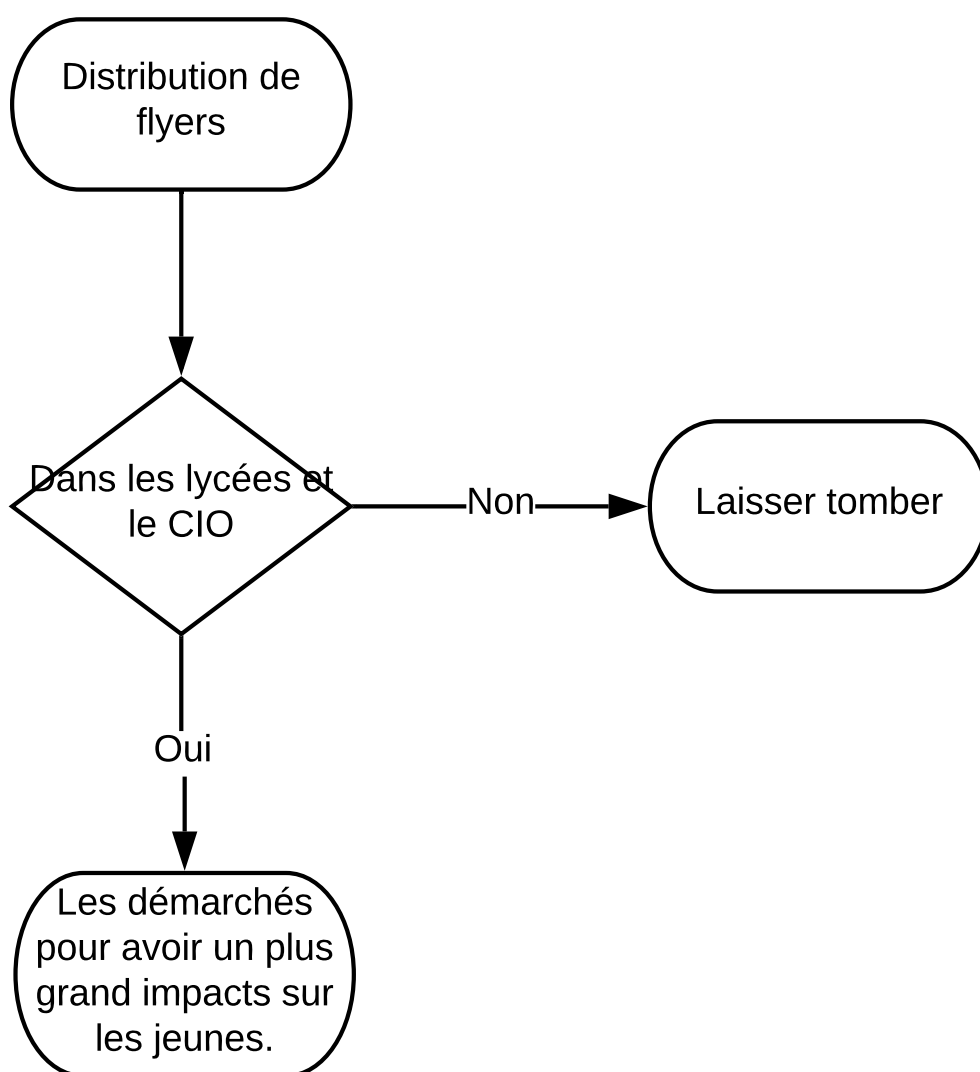 Distribution de
flyers
Dans les lycées et
le CIO
Non
Laisser tomber
Oui
Les démarchés
pour avoir un plus
grand impacts sur
les jeunes.